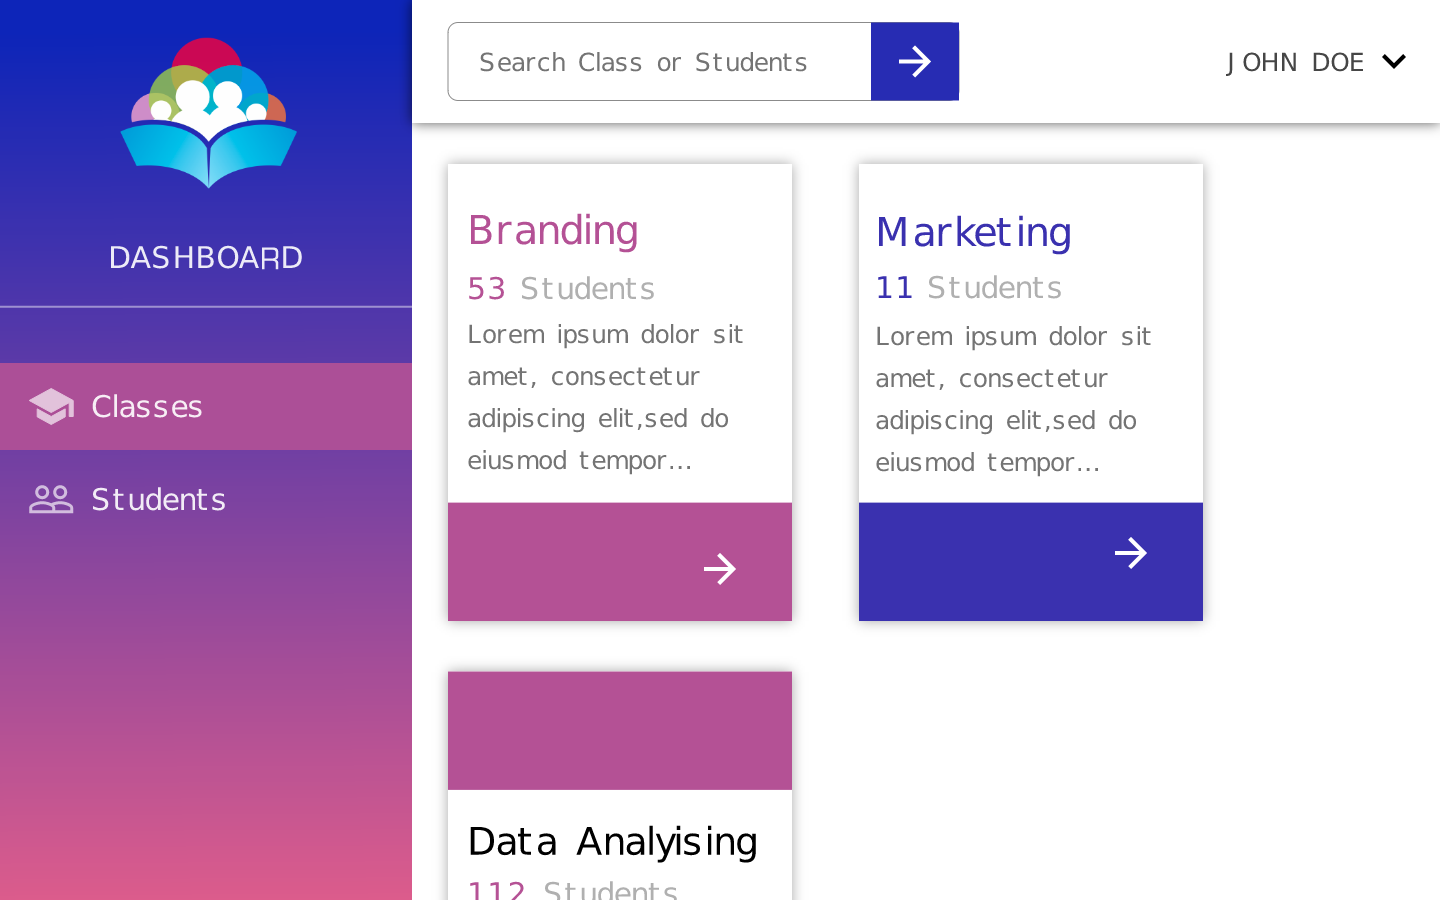 DASHBOARD
Classes
Students
Search Class or Students
JOHN DOE
Branding
53 Students
Lorem ipsum dolor sit
amet, consectetur
adipiscing elit,sed do
eiusmod tempor...
Marketing
11 Students
Lorem ipsum dolor sit
amet, consectetur
adipiscing elit,sed do
eiusmod tempor...
Data Analyising
112 Students